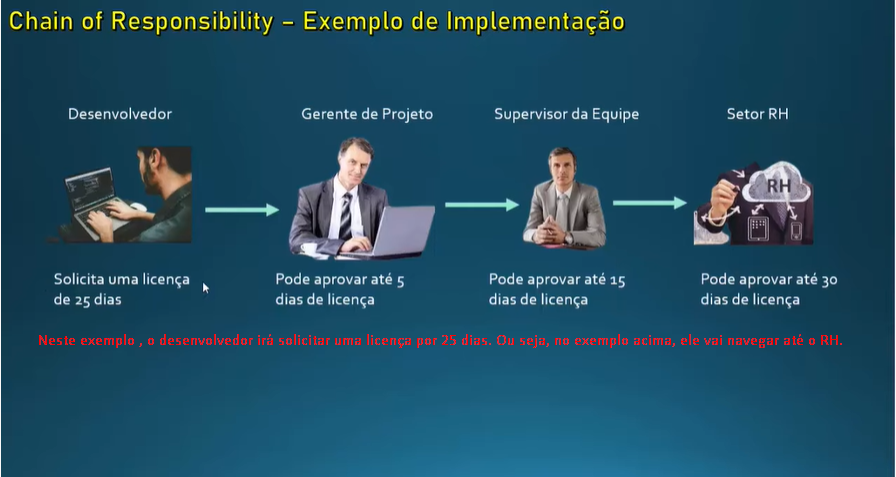 Chain of Responsibility – Exemplo de Implementação
Desenvolvedor
Gerente de Projeto
Supervisor da Equipe
Setor RH
RH
Solicita uma licença
de 25 dias
Pode aprovar até 5
dias de licença
Pode aprovar até 15
dias de licença
Pode aprovar até 30
dias de licença
Neste exemplo , o desenvolvedor irá solicitar uma licença por 25 dias. Ou seja, no exemplo acima, ele vai navegar até o RH.